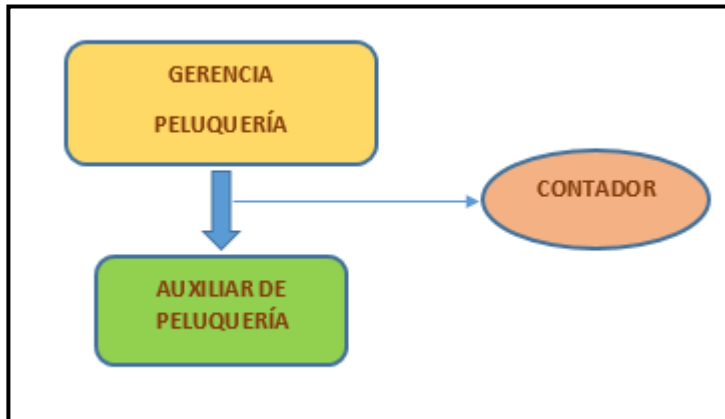 GERENCIA
PELUQUERÍA
CONTADOR
AUXILIAR DE
PELUQUERÍA